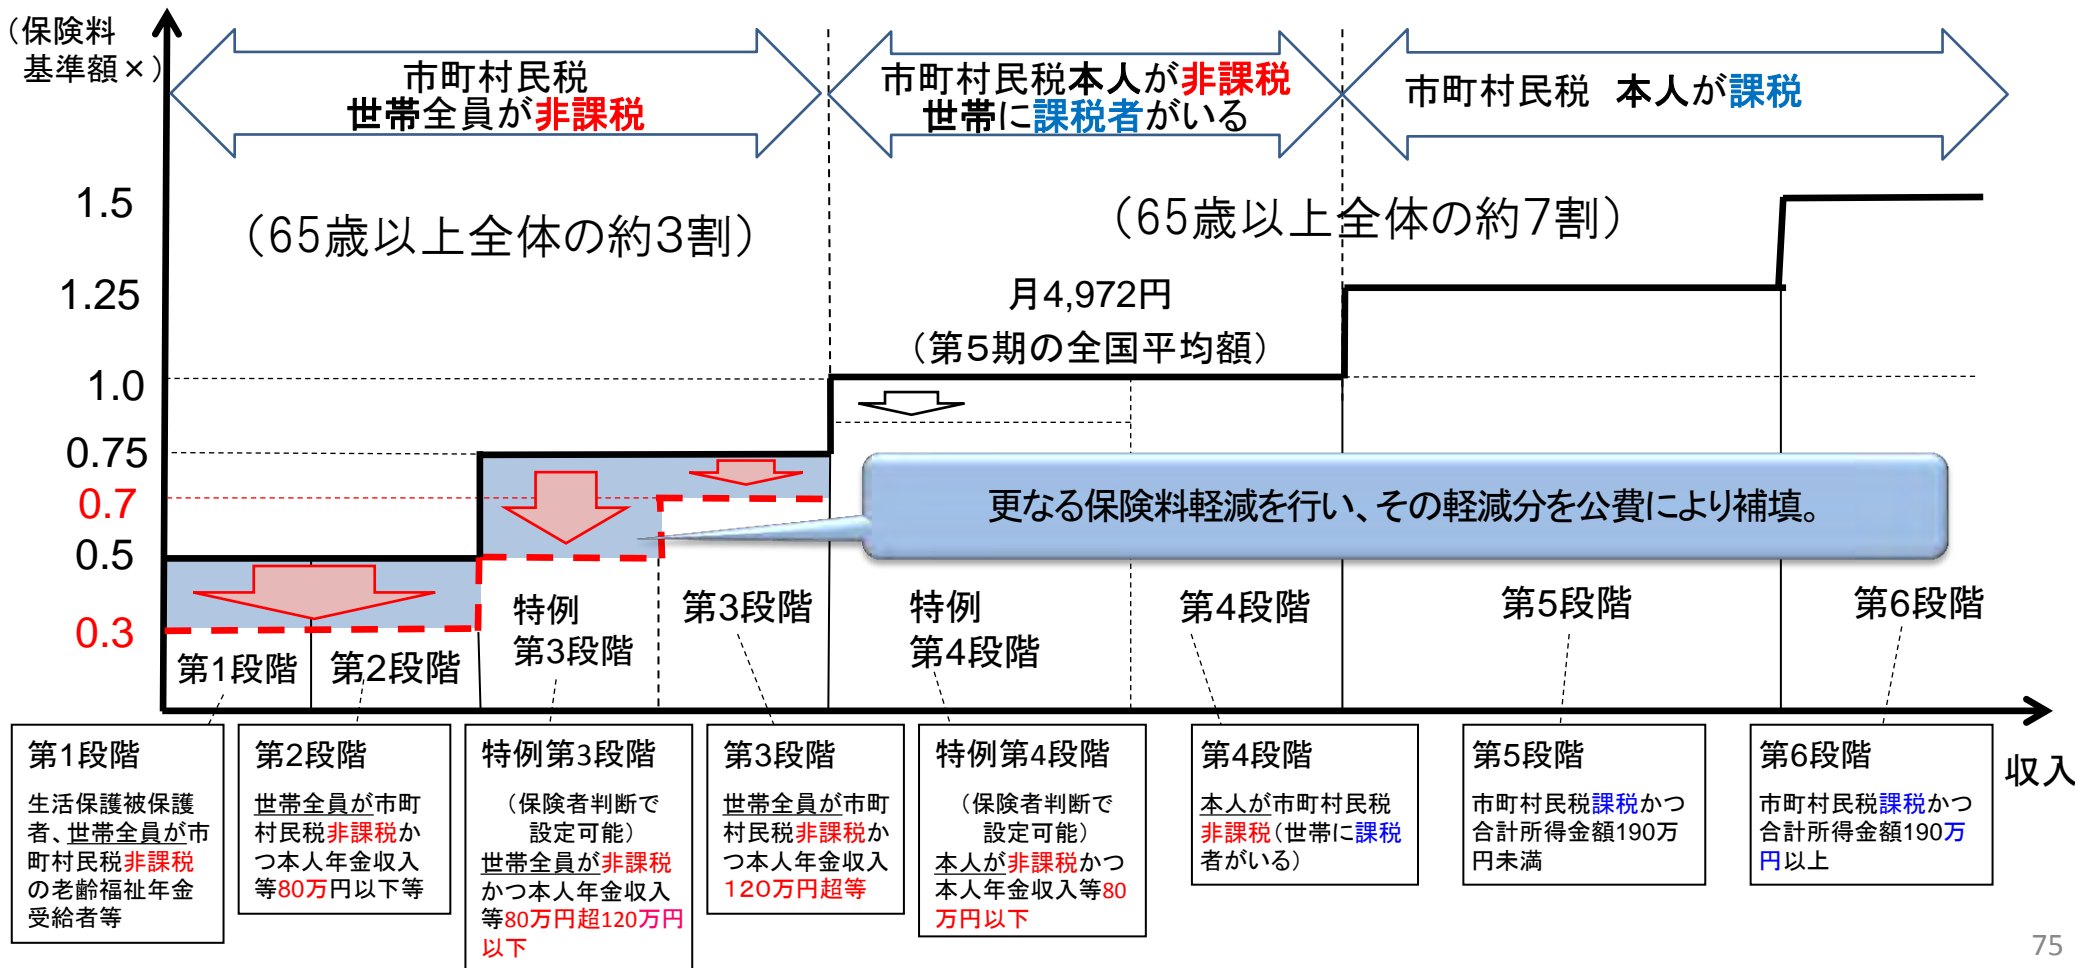 （保険料
基準額×）
市町村民税
世帯全員が非課税
市町村民税本人が非課税
世帯に課税者がいる
市町村民税　本人が課税
1.5
（65歳以上全体の約3割）
（65歳以上全体の約7割）
1.25
月4,972円
（第5期の全国平均額）
1.0
0.75
0.7
更なる保険料軽減を行い、その軽減分を公費により補填。
0.5
0.3
第1段階
第2段階
特例
第3段階
第3段階
特例
第4段階
第4段階
第5段階
第6段階
収入
第1段階
生活保護被保護
者、世帯全員が市
町村民税非課税
の老齢福祉年金
受給者等
第2段階
世帯全員が市町
村民税非課税か
つ本人年金収入
等80万円以下等
特例第3段階
（保険者判断で
設定可能）
世帯全員が非課税
かつ本人年金収入
等80万円超120万円
以下
第3段階
世帯全員が市町
村民税非課税か
つ本人年金収入
１２０万円超等
特例第4段階
（保険者判断で
設定可能）
本人が非課税かつ
本人年金収入等80
万円以下
第4段階
本人が市町村民税
非課税（世帯に課税
者がいる）
第5段階
市町村民税課税かつ
合計所得金額190万
円未満
第6段階
市町村民税課税かつ
合計所得金額190万
円以上
75